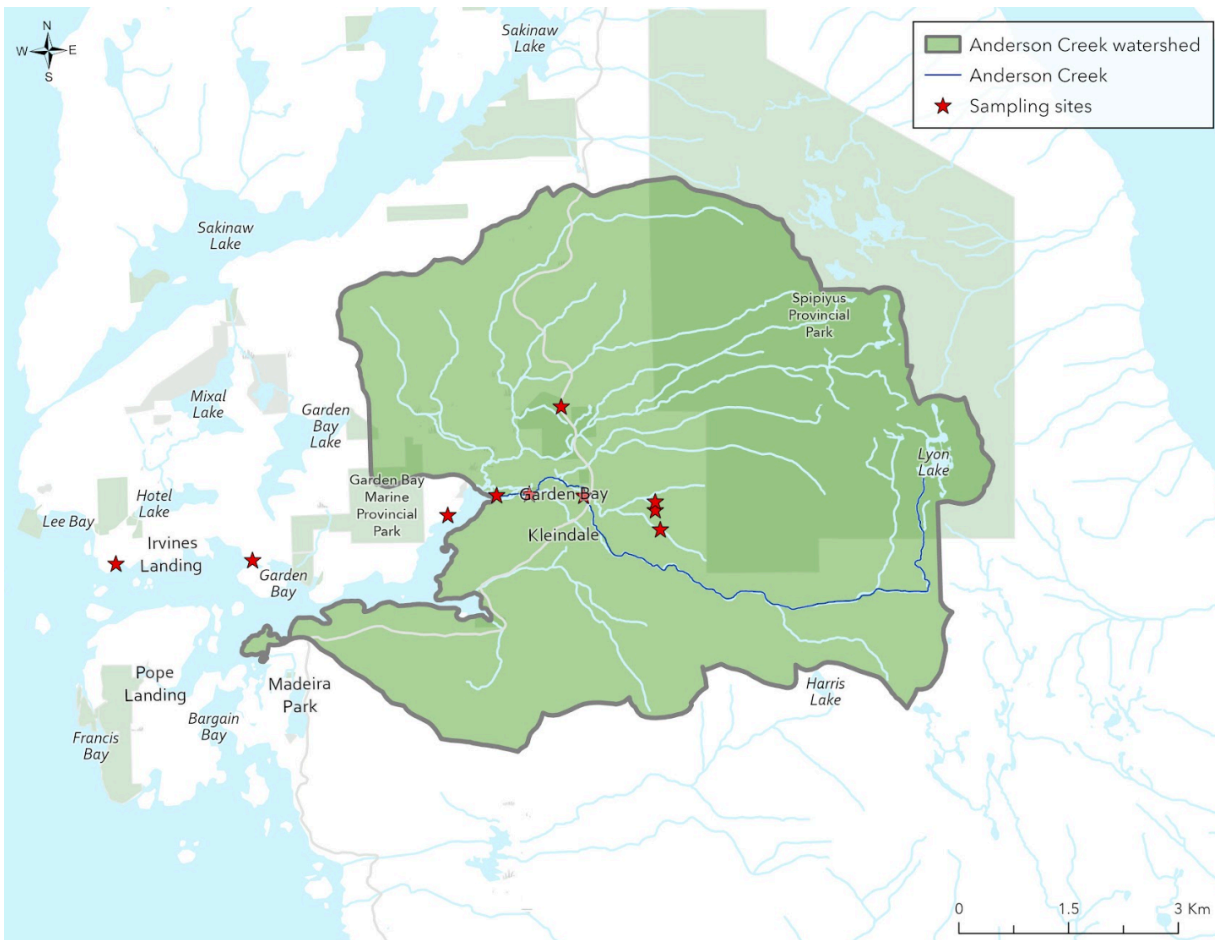 N
W E
S
Sakinaw
Lake
Anderson Creek watershed
Anderson Creek
Sampling sites
Sakinaw
Lake
Spipiyus
Provincial
Park
Mixal
Lake
Garden
Bay
Lake
Lyon
Lake
Garden Bay
Marine
Provincial
Park
Garden Bay
Hotel
Lake
Lee Bay
Irvines
Landing
Kleindale
Garden
Bay
Pope
Landing
Madeira
Park
Harris
Lake
Bargain
Bay
Francis
Bay
0 1.5 3 Km